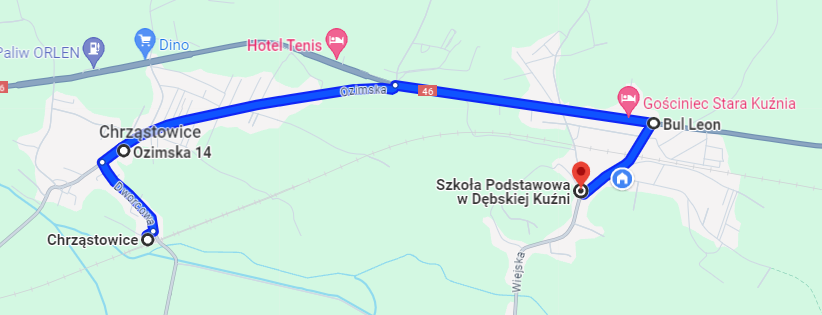 Paliw ORLEN
Dino
Hotel Tenis
6
Ozimska
46
Gościniec Stara Kuźnia
Bul Leon
Chrząstowice
Ozimska 14
Szkoła Podstawowa
w Dębskiej Kuźni
Dworcowa
Chrząstowice
Wiejska